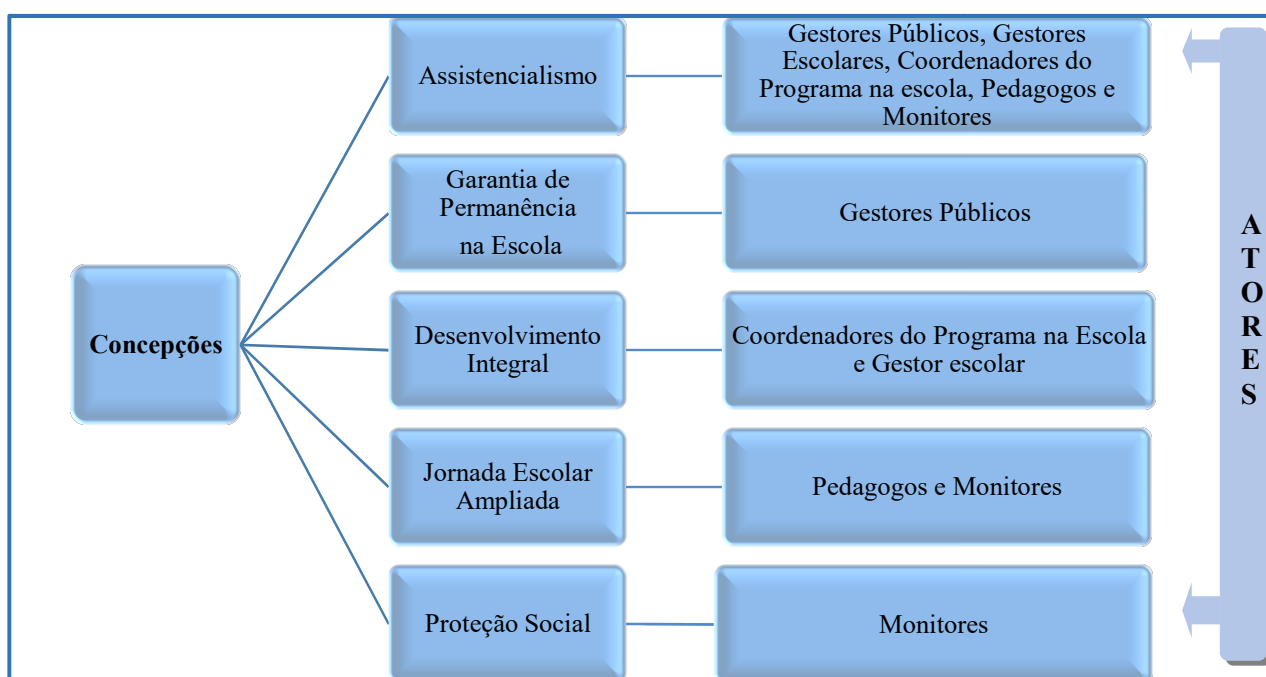 Concepções
Assistencialismo
Gestores Públicos, Gestores
Escolares, Coordenadores do
Programa na escola, Pedagogos e
Monitores
Garantia de
Permanência
na Escola
Gestores Públicos
Desenvolvimento
Integral
Coordenadores do Programa na Escola
e Gestor escolar
Jornada Escolar
Ampliada
Pedagogos e Monitores
Proteção Social
Monitores
A
T
O
R
E
S